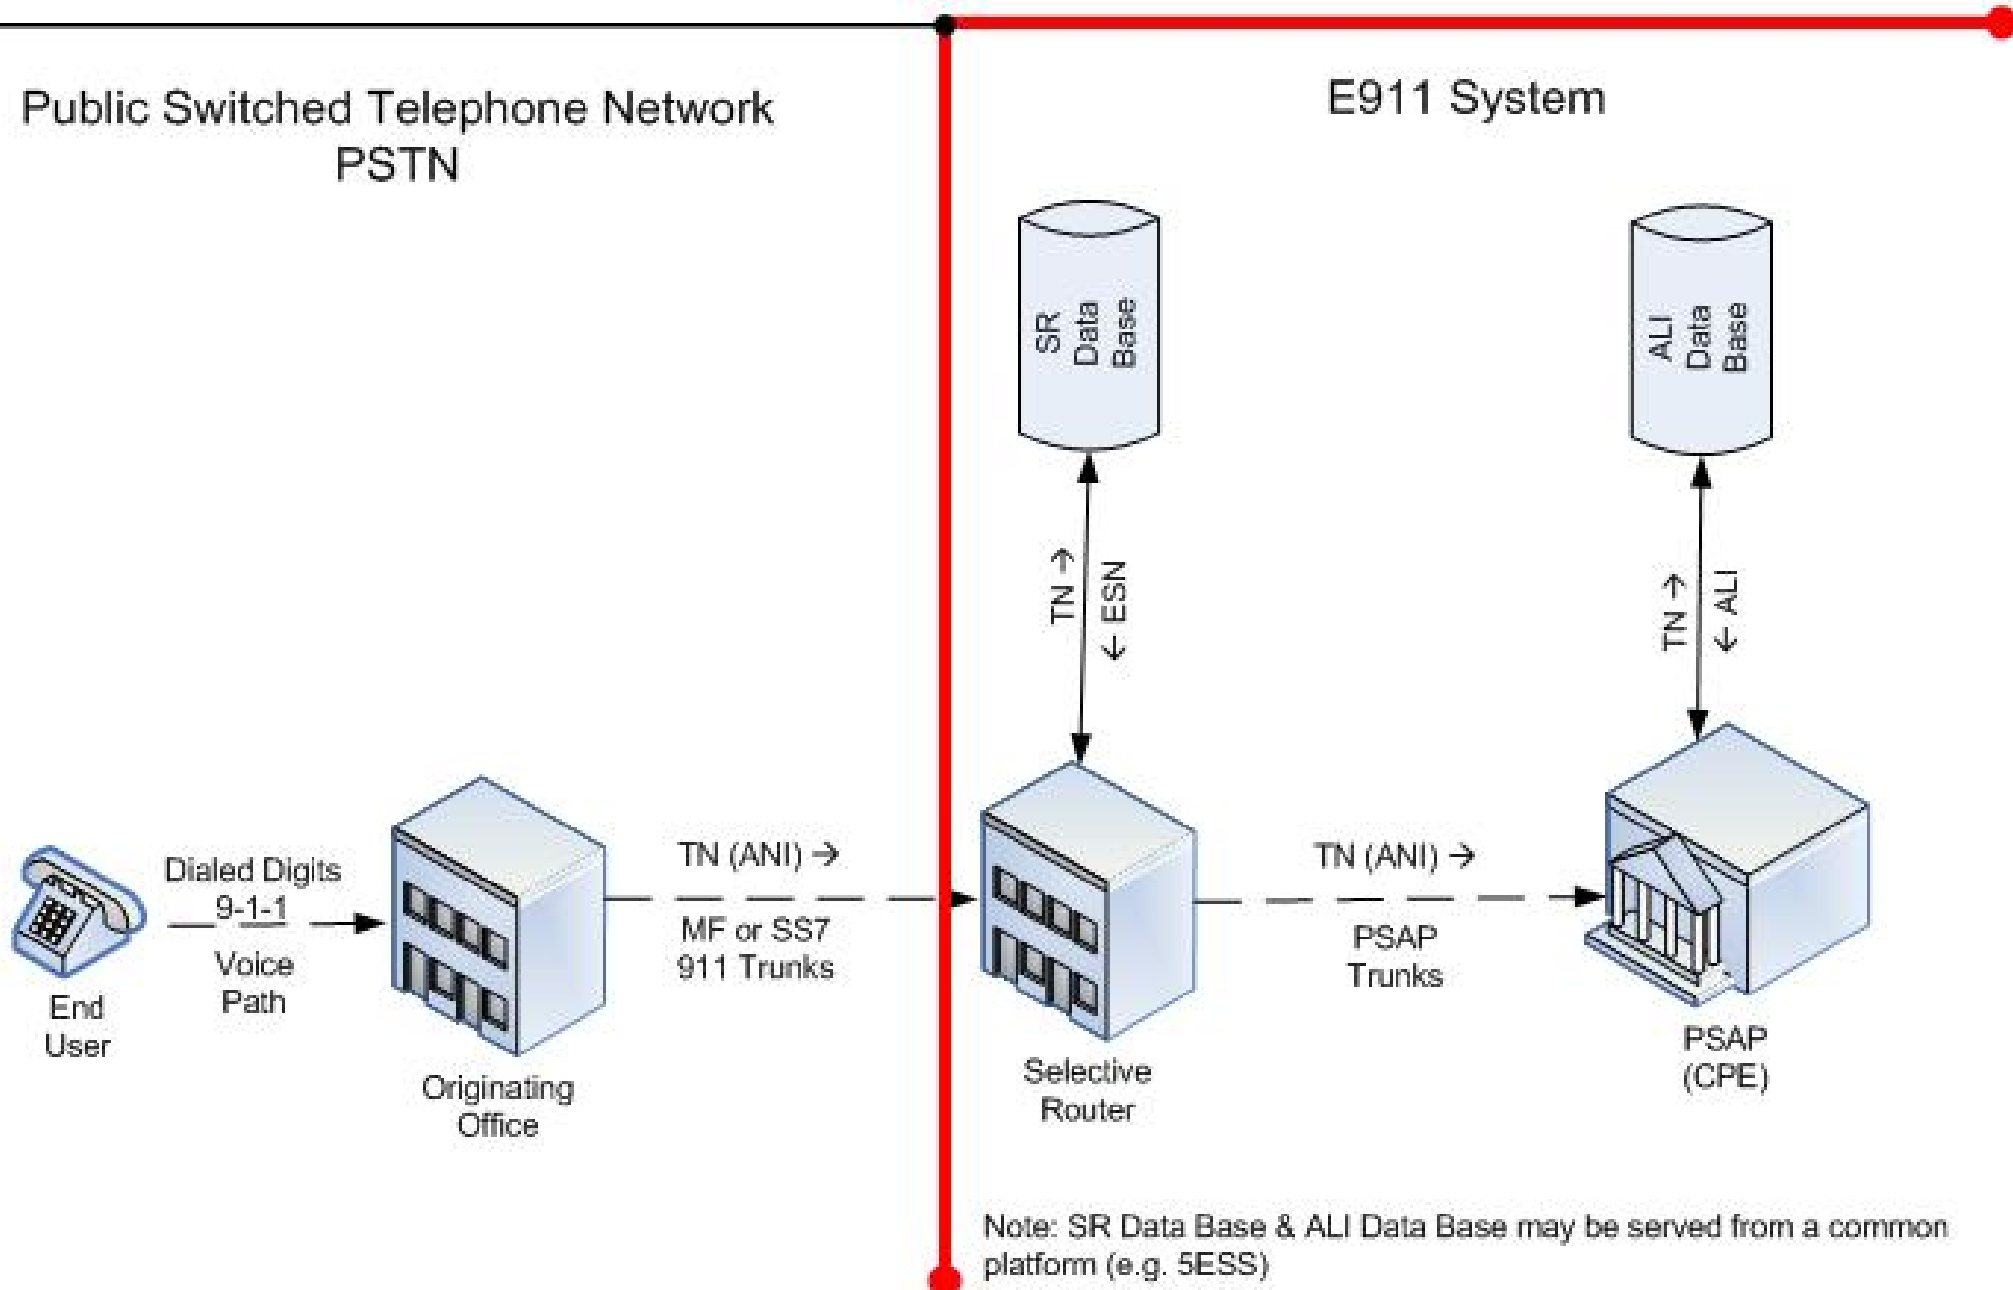 Public Switched Telephone Network
PSTN
E911 System
SR
Data
Base
ALI
Data
Base
TN →
← ESN
TN →
← ALI
Dialed Digits
9-1-1
Voice
Path
End
User
Originating
Office
TN (ANI) →
MF or SS7
911 Trunks
Selective
Router
TN (ANI) →
PSAP
Trunks
PSAP
(CPE)
Note: SR Data Base & ALI Data Base may be served from a common
platform (e.g. 5ESS)